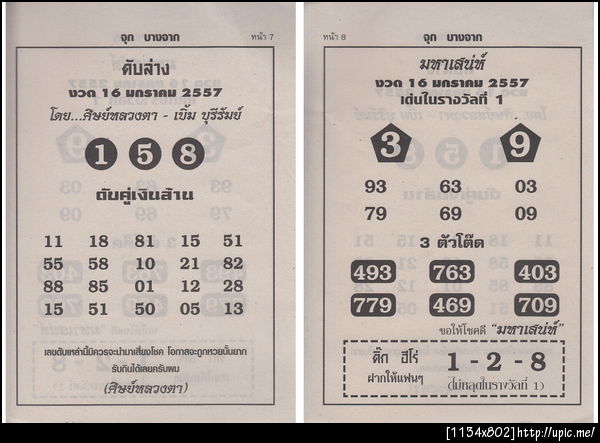 จุก บางจาก
หน้า 7
ดับล่าง
งวด 16 มกราคม 2557
โดย...ศิษย์หลวงตา - เบิ้ม บุรีรัมย์
1 5 8
ดับคู่เงินล้าน
11 18 81 15 51
55 58 10 21 82
88 85 01 12 28
15 51 50 05 13
เลขดับเหล่านี้มิควรจะนำมาเสี่ยงโชค โอกาสจะถูกหวยนั้นยาก
รับกินได้เลยครับผม
(ศิษย์หลวงตา)
หน้า 8
จุก บางจาก
มหาเสน่ห์
งวด 16 มกราคม 2557
เด่นในรางวัลที่ 1
3 9
93 63 03
79 69 09
3 ตัวโต๊ด
493 763 403
779 469 709
ขอให้โชคดี "มหาเสน่ห์"
ดิ๊ก ฮีโร่ 1 - 2 - 8
ฝากให้แฟนๆ (ไม่หลุดในรางวัลที่ 1)
[1134x802]http://upic.me/